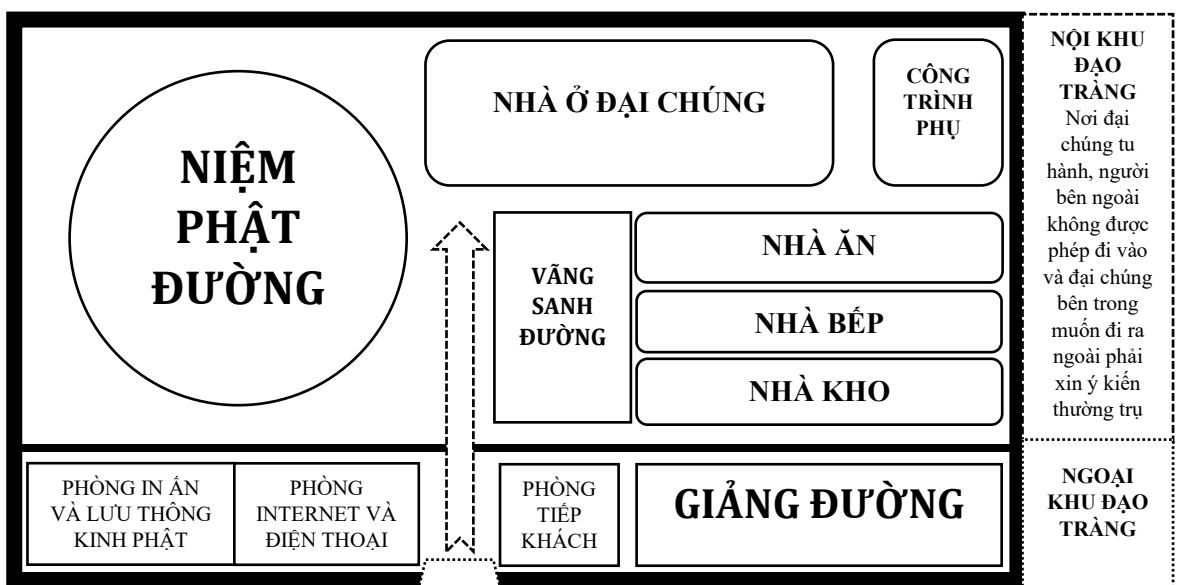 NIỆM
PHẬT
ĐƯỜNG
NHÀ Ở ĐẠI CHÚNG
CÔNG
TRÌNH
PHỤ
VÃNG
SANH
ĐƯỜNG
NHÀ ĂN
NHÀ BẾP
NHÀ KHO
NỘI KHU
ĐẠO
TRÀNG
Nơi đại
chúng tu
hành, người
bên ngoài
không được
phép đi vào
và đại chúng
bên trong
muốn đi ra
ngoài phải
xin ý kiến
thường trụ
PHÒNG IN ẤN
VÀ LƯU THÔNG
KINH PHẬT
PHÒNG
INTERNET VÀ
ĐIỆN THOẠI
PHÒNG
TIẾP
KHÁCH
GIẢNG ĐƯỜNG
NGOẠI
KHU ĐẠO
TRÀNG